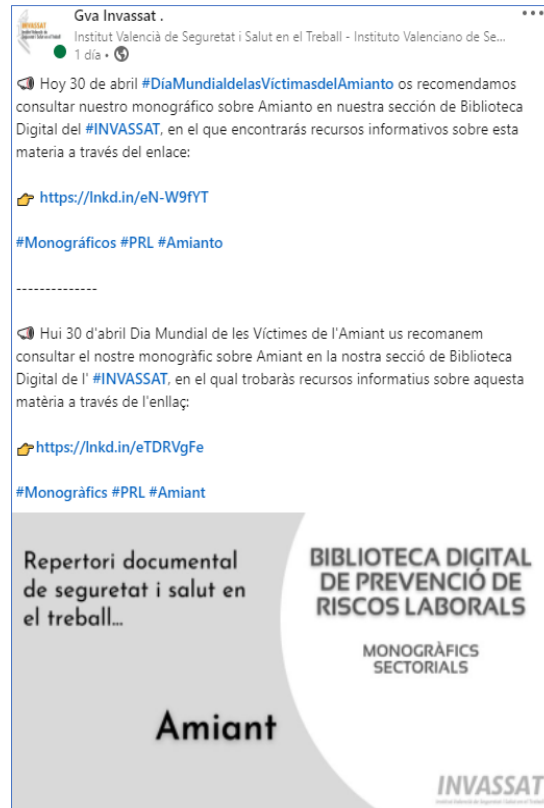 Gva Invassat .
Institut Valencià de Seguretat i Salut en el Treball - Instituto Valenciano de Se...
1 día •
Hoy 30 de abril #DíaMundialdelasVíctimasdelAmianto os recomendamos
consultar nuestro monográfico sobre Amianto en nuestra sección de Biblioteca
Digital del #INVASSAT, en el que encontrarás recursos informativos sobre esta
materia a través del enlace:
https://lnkd.in/eN-W9fYT
#Monográficos #PRL #Amianto
--------------
Hui 30 d'abril Dia Mundial de les Víctimes de l'Amiant us recomanem
consultar el nostre monogràfic sobre Amiant en la nostra secció de Biblioteca
Digital de l' #INVASSAT, en el qual trobaràs recursos informatius sobre aquesta
matèria a través de l'enllaç:
https://lnkd.in/eTDRVgFe
#Monogràfics #PRL #Amiant
Repertori documental
de seguretat i salut en
el treball...
Amiant
BIBLIOTECA DIGITAL
DE PREVENCIÓ DE
RISCOS LABORALS
MONOGRÀFICS
SECTORIALS
INVASSAT